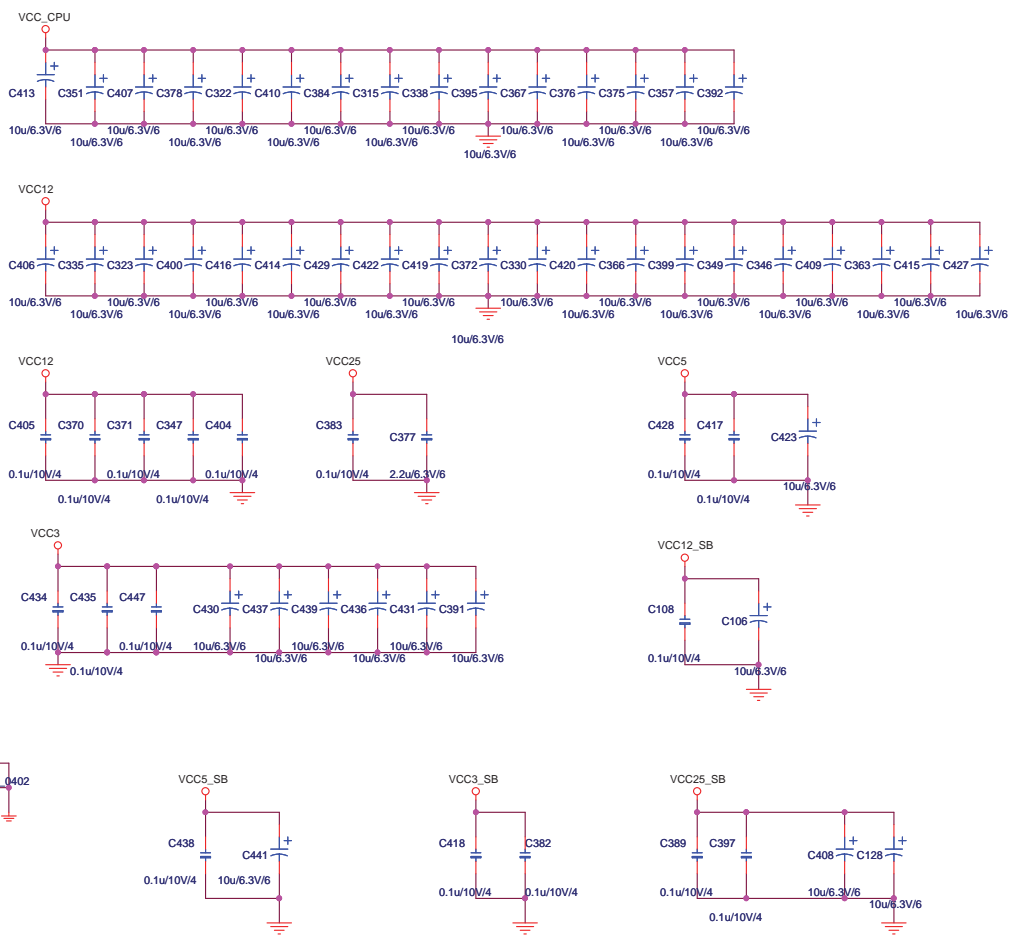 VCC_CPU
C413 C351 C407 C378 C322 C410 C384 C315 C338 C395 C367 C376 C375 C357 C392
10u/6.3V/6 10u/6.3V/6 10u/6.3V/6 10u/6.3V/6 10u/6.3V/6 10u/6.3V/6 10u/6.3V/6 10u/6.3V/6
10u/6.3V/6 10u/6.3V/6 10u/6.3V/6 10u/6.3V/6 10u/6.3V/6 10u/6.3V/6
10u/6.3V/6
VCC12
C406 C335 C323 C400 C416 C414 C429 C422 C419 C372 C330 C420 C366 C399 C349 C346 C409 C363 C415 C427
10u/6.3V/6 10u/6.3V/6 10u/6.3V/6 10u/6.3V/6 10u/6.3V/6 10u/6.3V/6 10u/6.3V/6 10u/6.3V/6 10u/6.3V/6 10u/6.3V/6
10u/6.3V/6 10u/6.3V/6 10u/6.3V/6 10u/6.3V/6 10u/6.3V/6 10u/6.3V/6 10u/6.3V/6 10u/6.3V/6 10u/6.3V/6
10u/6.3V/6
VCC12 VCC25 VCC5
C405 C370 C371 C347 C404 C383 C377 C428 C417 C423
0.1u/10V/4 0.1u/10V/4 0.1u/10V/4 0.1u/10V/4 2.2u/6.3V/6 0.1u/10V/4 10u/6.3V/6
0.1u/10V/4 0.1u/10V/4 0.1u/10V/4
VCC3 VCC12_SB
C434 C435 C447 C430 C437 C439 C436 C431 C391 C108 C106
0.1u/10V/4 0.1u/10V/4 10u/6.3V/6 10u/6.3V/6 10u/6.3V/6 0.1u/10V/4
0.1u/10V/4 10u/6.3V/6 10u/6.3V/6 10u/6.3V/6 10u/6.3V/6
_0402
VCC5_SB VCC3_SB VCC25_SB
C438 C441 C418 C382 C389 C397 C408 C128
0.1u/10V/4 10u/6.3V/6 0.1u/10V/4 0.1u/10V/4 0.1u/10V/4 10u/6.3V/6
0.1u/10V/4 10u/6.3V/6